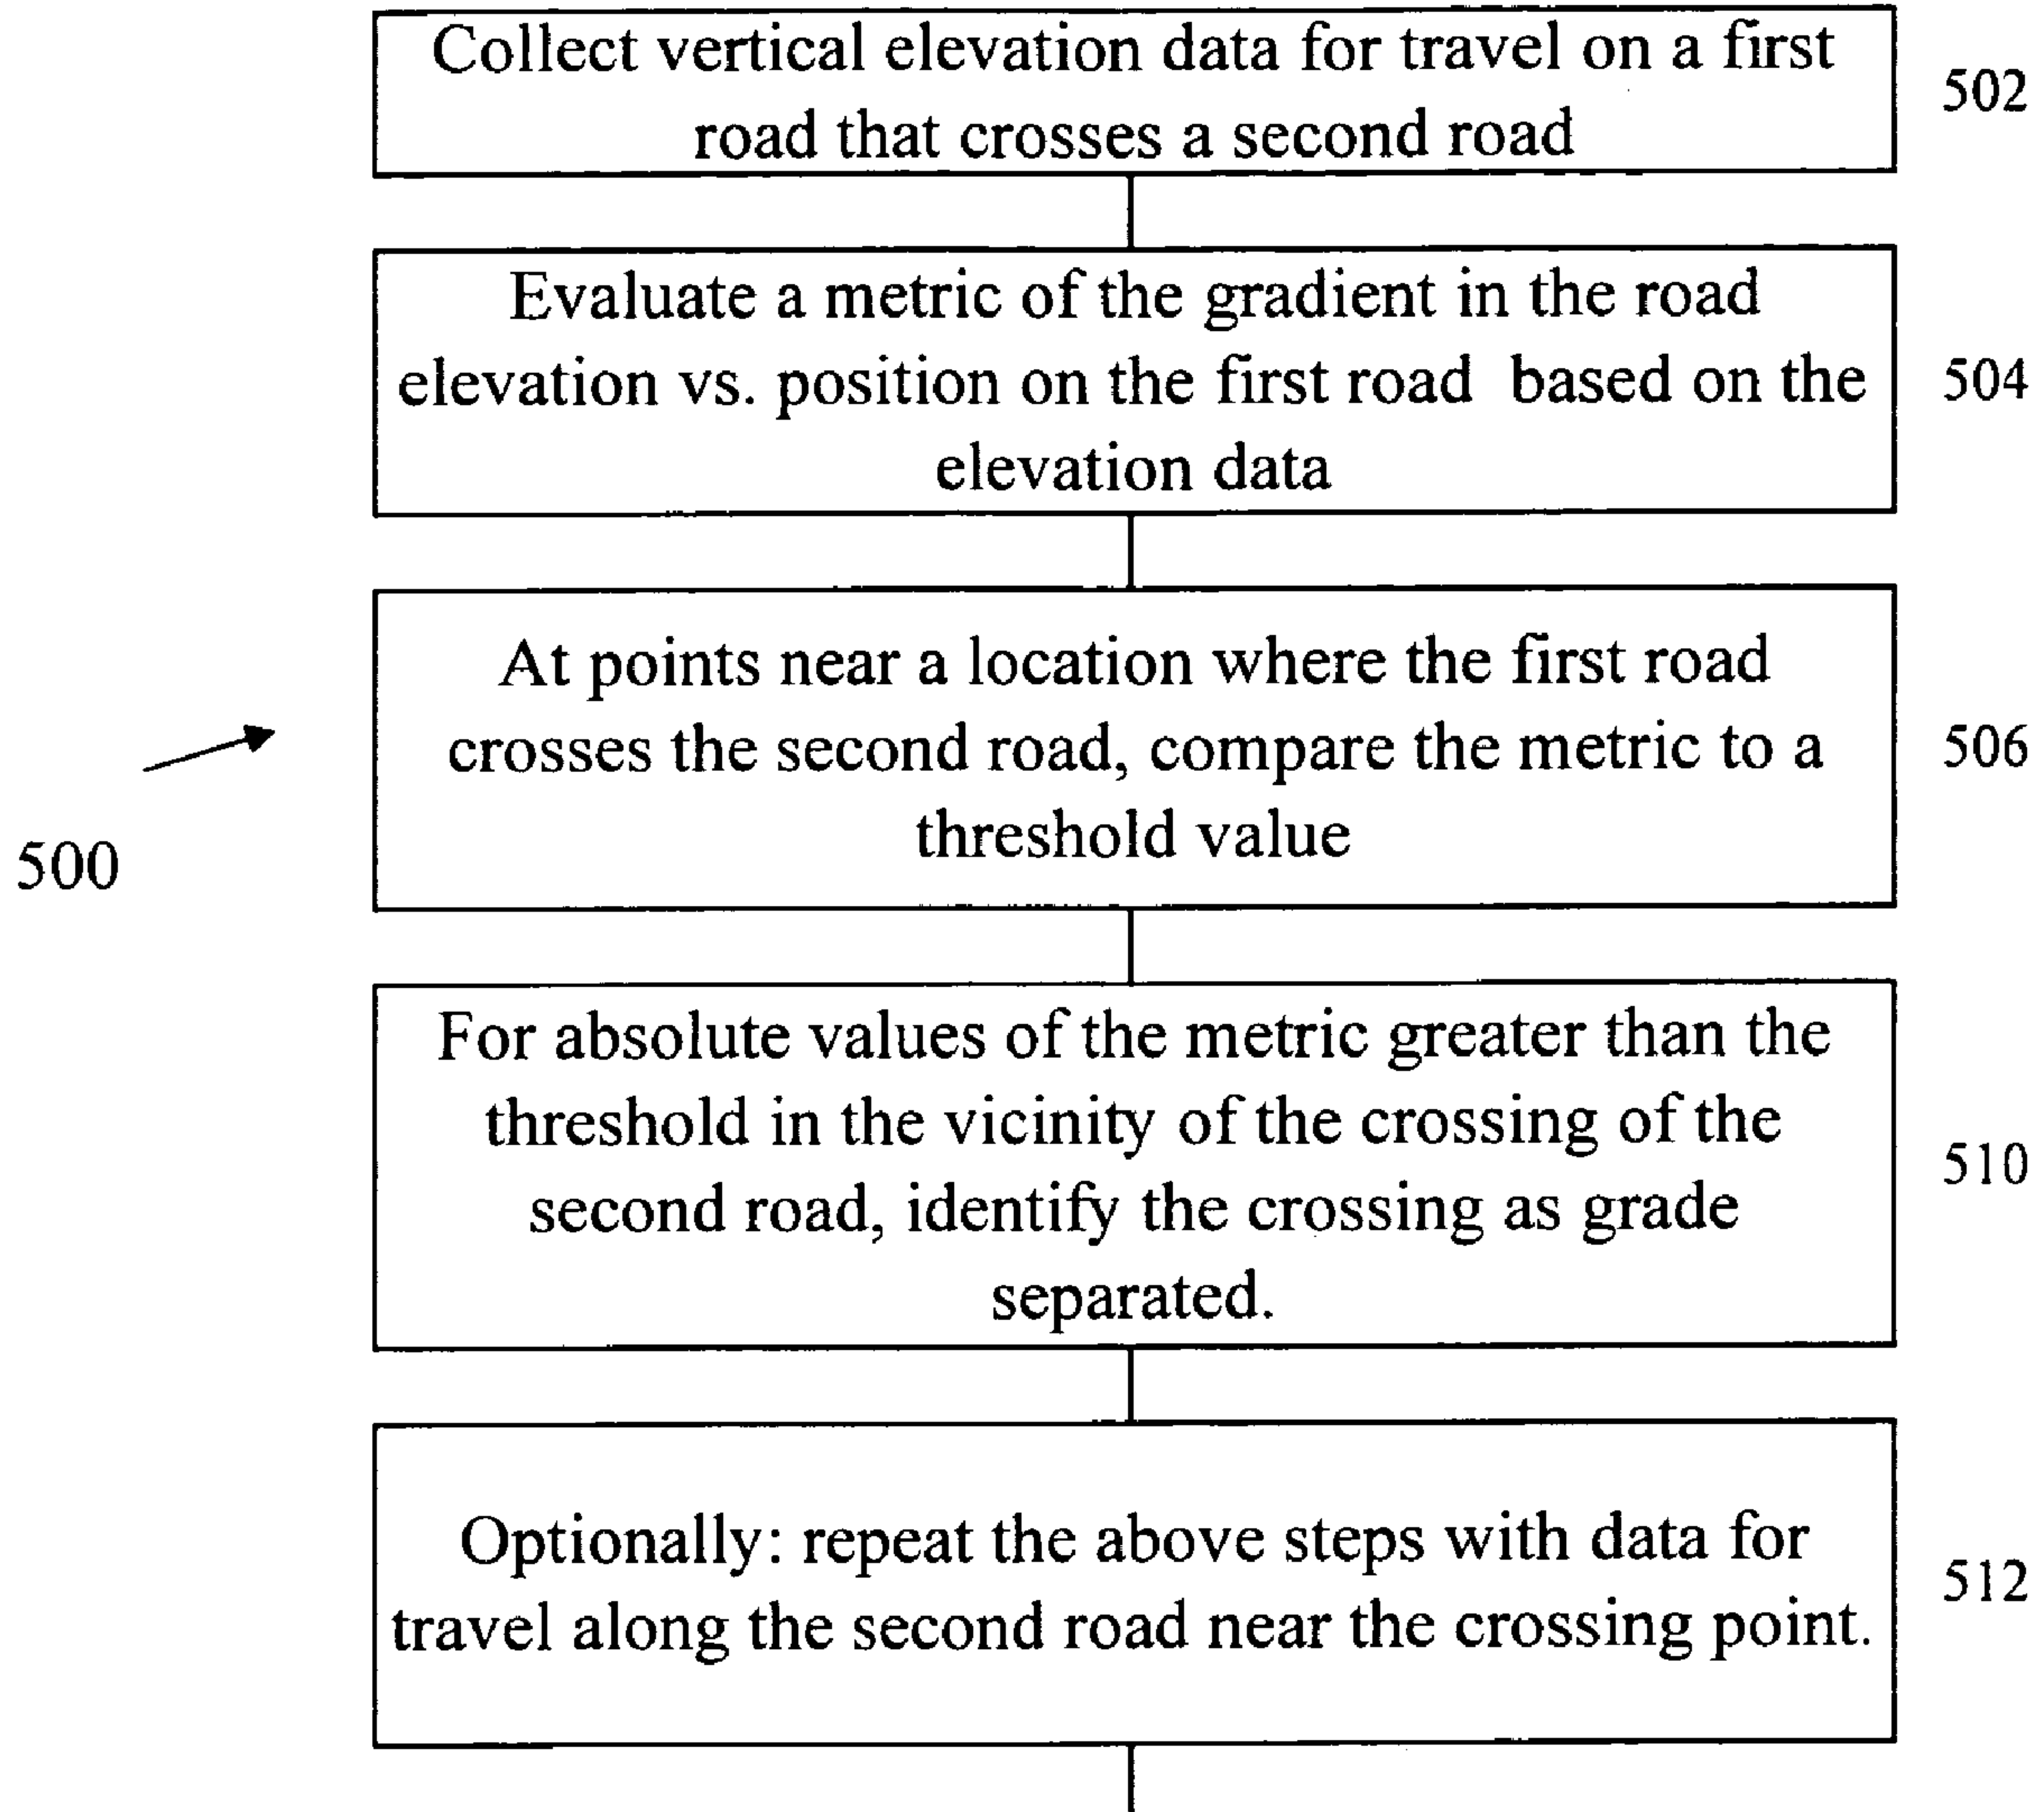 Collect vertical elevation data for travel on a first
road that crosses a second road
502
Evaluate a metric of the gradient in the road
elevation vs. position on the first road based on the
elevation data
504
At points near a location where the first road
crosses the second road, compare the metric to a
threshold value
506
500
For absolute values of the metric greater than the
threshold in the vicinity of the crossing of the
second road, identify the crossing as grade
separated.
510
Optionally: repeat the above steps with data for
travel along the second road near the crossing point.
512